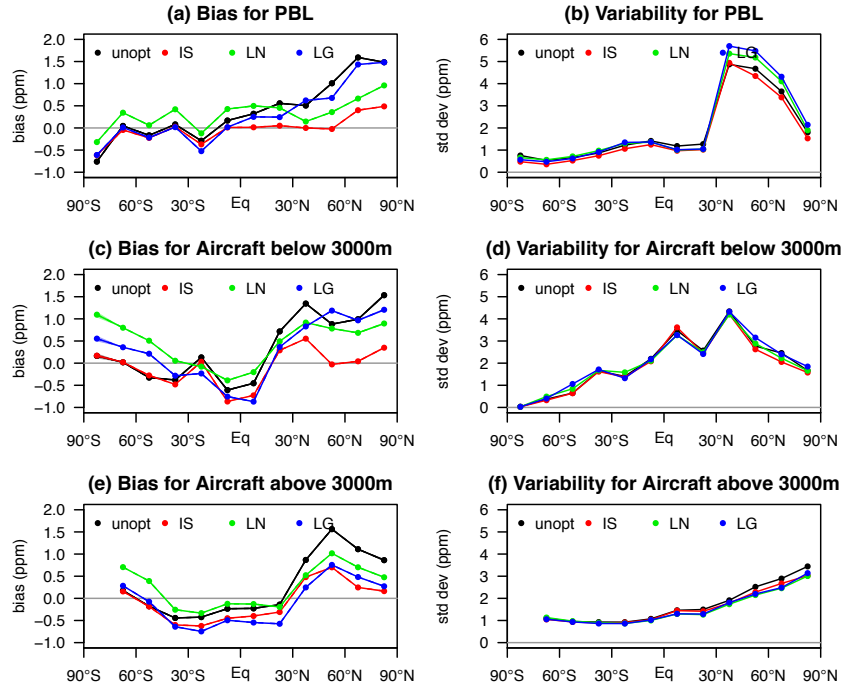 (a) Bias for PBL
(b) Variability for PBL
unopt IS LN LG
unopt IS LN LG
bias (ppm)
2.0
1.5
1.0
0.5
0.0
−0.5
−1.0
std dev (ppm)
6
5
4
3
2
1
0
90°S 60°S 30°S Eq 30°N 60°N 90°N
90°S 60°S 30°S Eq 30°N 60°N 90°N
(c) Bias for Aircraft below 3000m
(d) Variability for Aircraft below 3000m
unopt IS LN LG
unopt IS LN LG
bias (ppm)
2.0
1.5
1.0
0.5
0.0
−0.5
−1.0
std dev (ppm)
6
5
4
3
2
1
0
90°S 60°S 30°S Eq 30°N 60°N 90°N
90°S 60°S 30°S Eq 30°N 60°N 90°N
(e) Bias for Aircraft above 3000m
(f) Variability for Aircraft above 3000m
unopt IS LN LG
unopt IS LN LG
bias (ppm)
2.0
1.5
1.0
0.5
0.0
−0.5
−1.0
std dev (ppm)
6
5
4
3
2
1
0
90°S 60°S 30°S Eq 30°N 60°N 90°N
90°S 60°S 30°S Eq 30°N 60°N 90°N